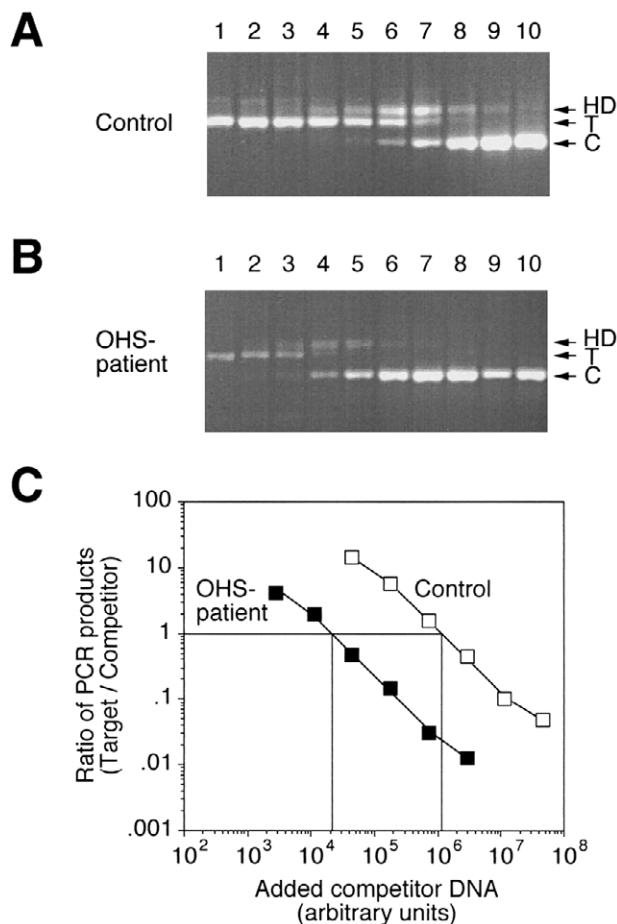 A
1 2 3 4 5 6 7 8 9 10
Control
HD
T
C
B
1 2 3 4 5 6 7 8 9 10
OHS-
patient
HD
T
C
C
Ratio of PCR products
(Target / Competitor)
100
10
1
.1
.01
.001
OHS-
patient
Control
10² 10³ 10⁴ 10⁵ 10⁶ 10⁷ 10⁸
Added competitor DNA
(arbitrary units)